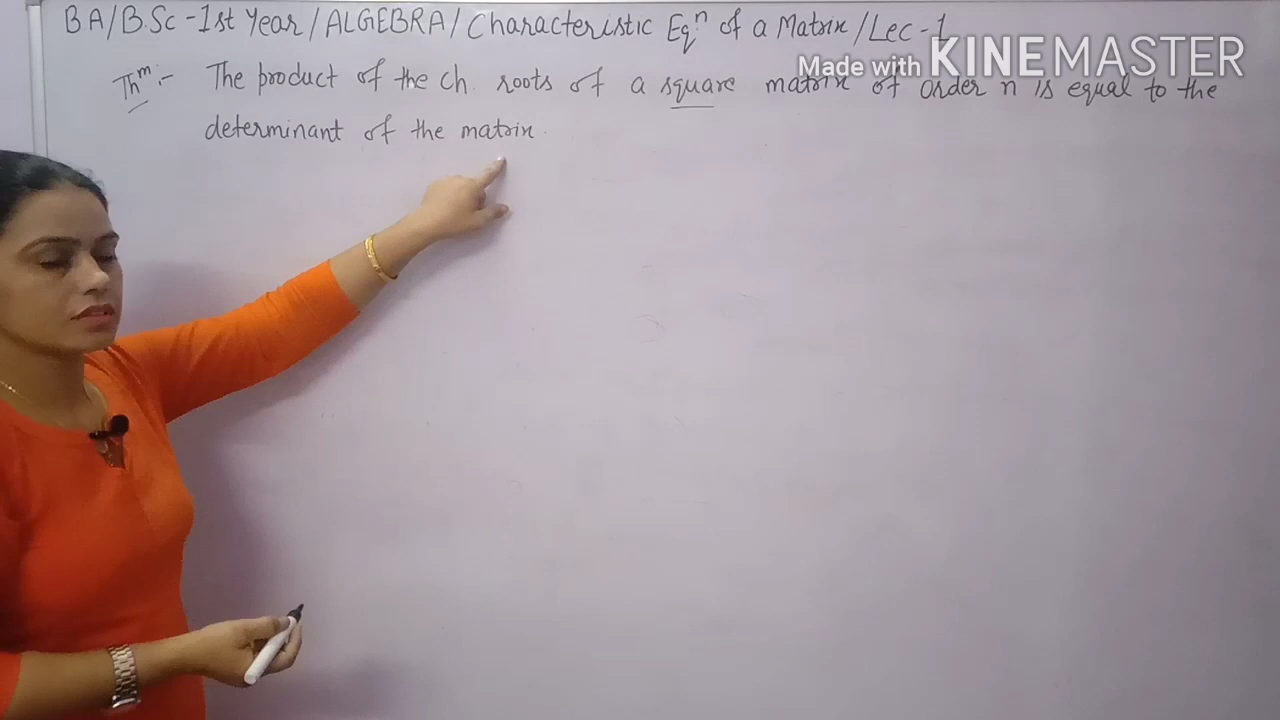 BA/B.Sc-1st Year/ALGEBRA/Characteristic Eqⁿ of a Matrix/Lec-1
Made with KINEMASTER
Thᵐ:- The product of the ch. roots of a square matrix of order n is equal to the
determinant of the matrix.